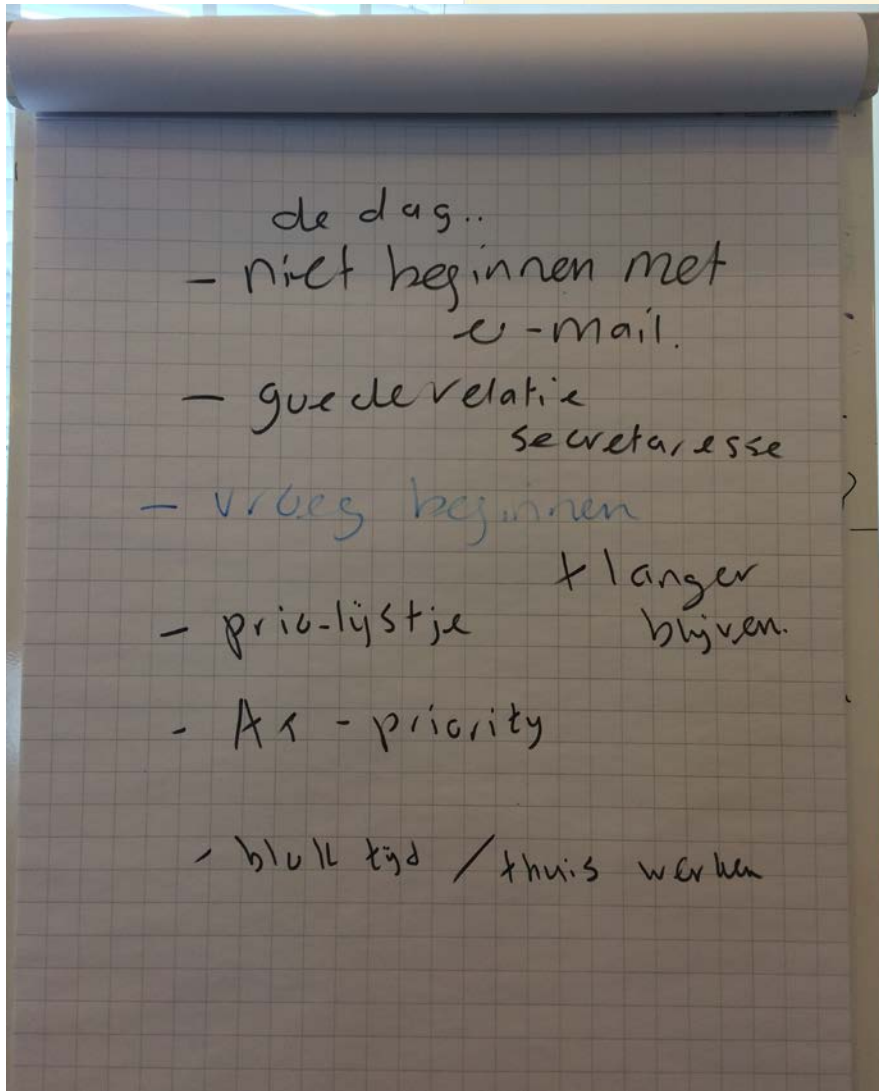 de dag..
- niet beginnen met
e-mail.
- goede relatie
secretaresse
- vroeg beginnen
+ langer
blijven.
- prio-lijstje
- A1 - priority
- blok tijd / thuis werken
?